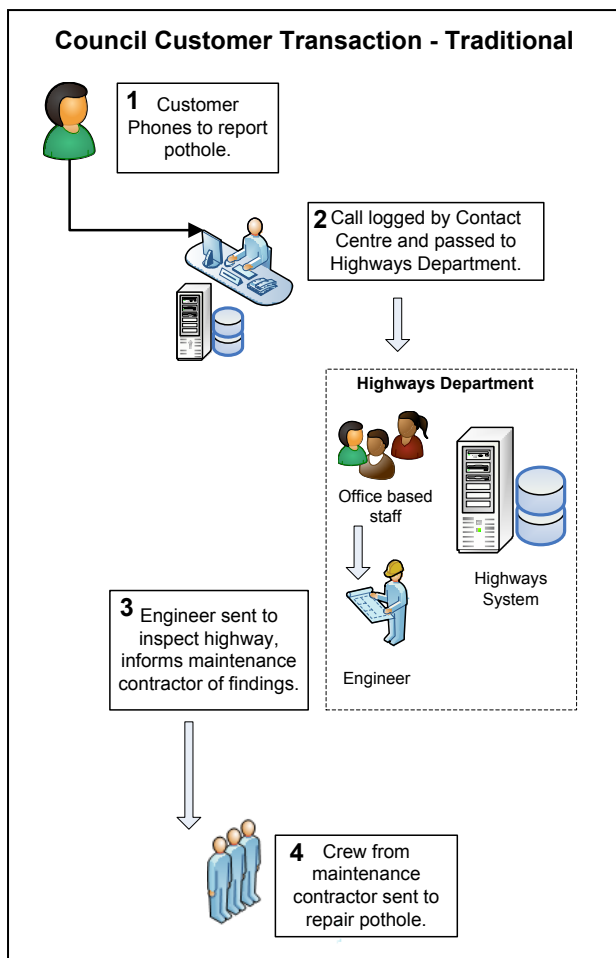 Council Customer Transaction - Traditional
1 Customer
Phones to report
pothole.
2 Call logged by Contact
Centre and passed to
Highways Department.
Highways Department
Office based
staff
Highways
System
Engineer
3 Engineer sent to
inspect highway,
informs maintenance
contractor of findings.
4 Crew from
maintenance
contractor sent to
repair pothole.